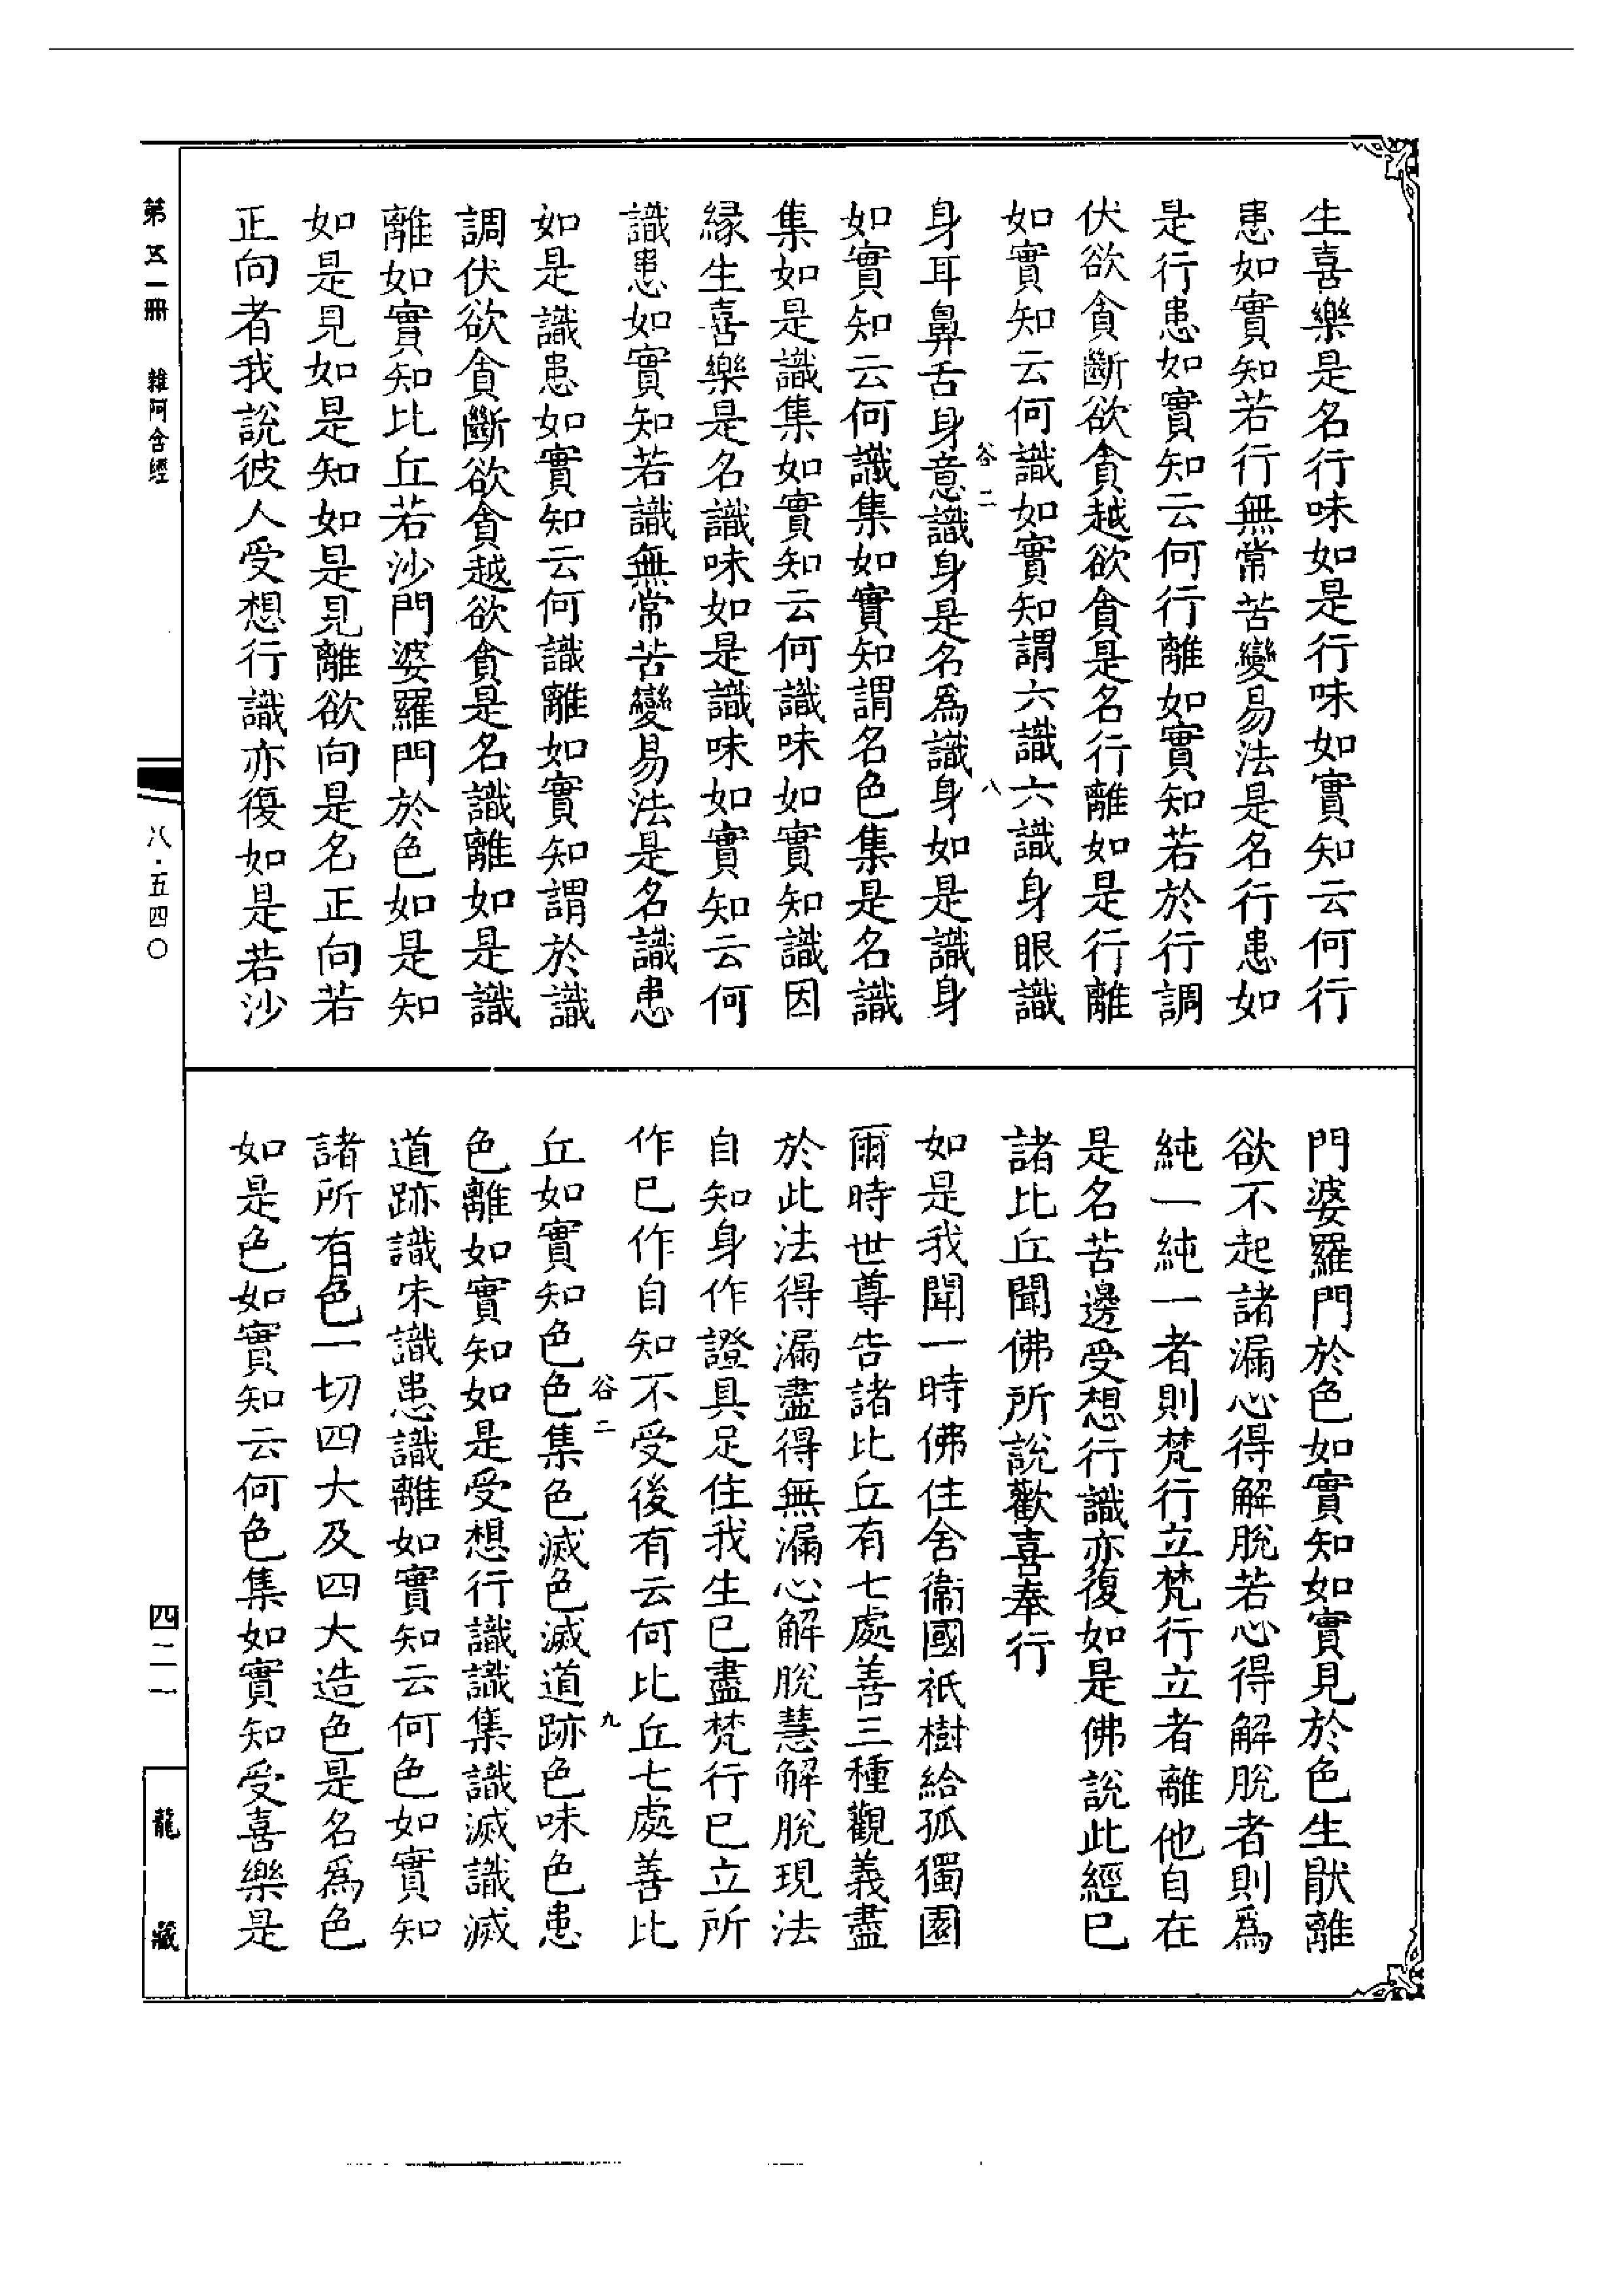 生喜樂是名行味如是行味如實知云何行
患如實知若行無常苦變易法是名行患如
是行患如實知云何行離如實知若於行調
伏欲貪斷欲貪越欲貪是名行離如是行離
如實知云何識如實知謂六識六識身眼識
谷二 八
身耳鼻舌身意識身是名為識身如是識身
如實知云何識集如實知謂名色集是名識
集如是識集如實知云何識味如實知識因
緣生喜樂是名識味如是識味如實知云何
識患如實知若識無常苦變易法是名識患
如是識患如實知云何識離如實知謂於識
調伏欲貪斷欲貪越欲貪是名識離如是識
離如實知比丘若沙門婆羅門於色如是知
如是見如是知如是見離欲向是名正向若
正向者我說彼人受想行識亦復如是若沙
門婆羅門於色如實知如實見於色生猒離
欲不起諸漏心得解脫若心得解脫者則為
純一純一者則梵行立梵行立者離他自在
是名苦邊受想行識亦復如是佛說此經已
諸比丘聞佛所說歡喜奉行
如是我聞一時佛住舍衛國祇樹給孤獨園
爾時世尊告諸比丘有七處善三種觀義盡
於此法得漏盡得無漏心解脫慧解脫現法
自知身作證具足住我生已盡梵行已立所
作已作自知不受後有云何比丘七處善比
谷二 九
丘如實知色色集色滅色滅道跡色味色患
色離如實知如是受想行識識集識滅識滅
道跡識味識患識離如實知云何色如實知
諸所有色一切四大及四大造色是名為色
如是色如實知云何色集如實知受喜樂是
第五一冊 雜阿含經
八·五四〇
四二一
龍藏